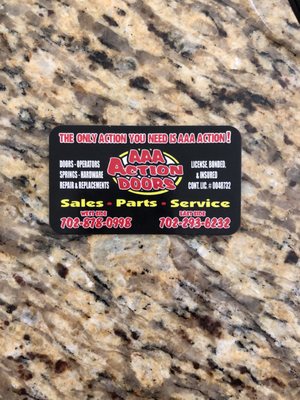 THE ONLY ACTION YOU NEED IS AAA ACTION!
DOORS - OPERATORS
SPRINGS - HARDWARE
REPAIR & REPLACEMENTS
AAA
ACTION
DOORS
LICENSE, BONDED,
& INSURED
CONT. LIC. # 0048732
Sales - Parts - Service
WEST SIDE
702-878-0998
EAST SIDE
702-293-6232